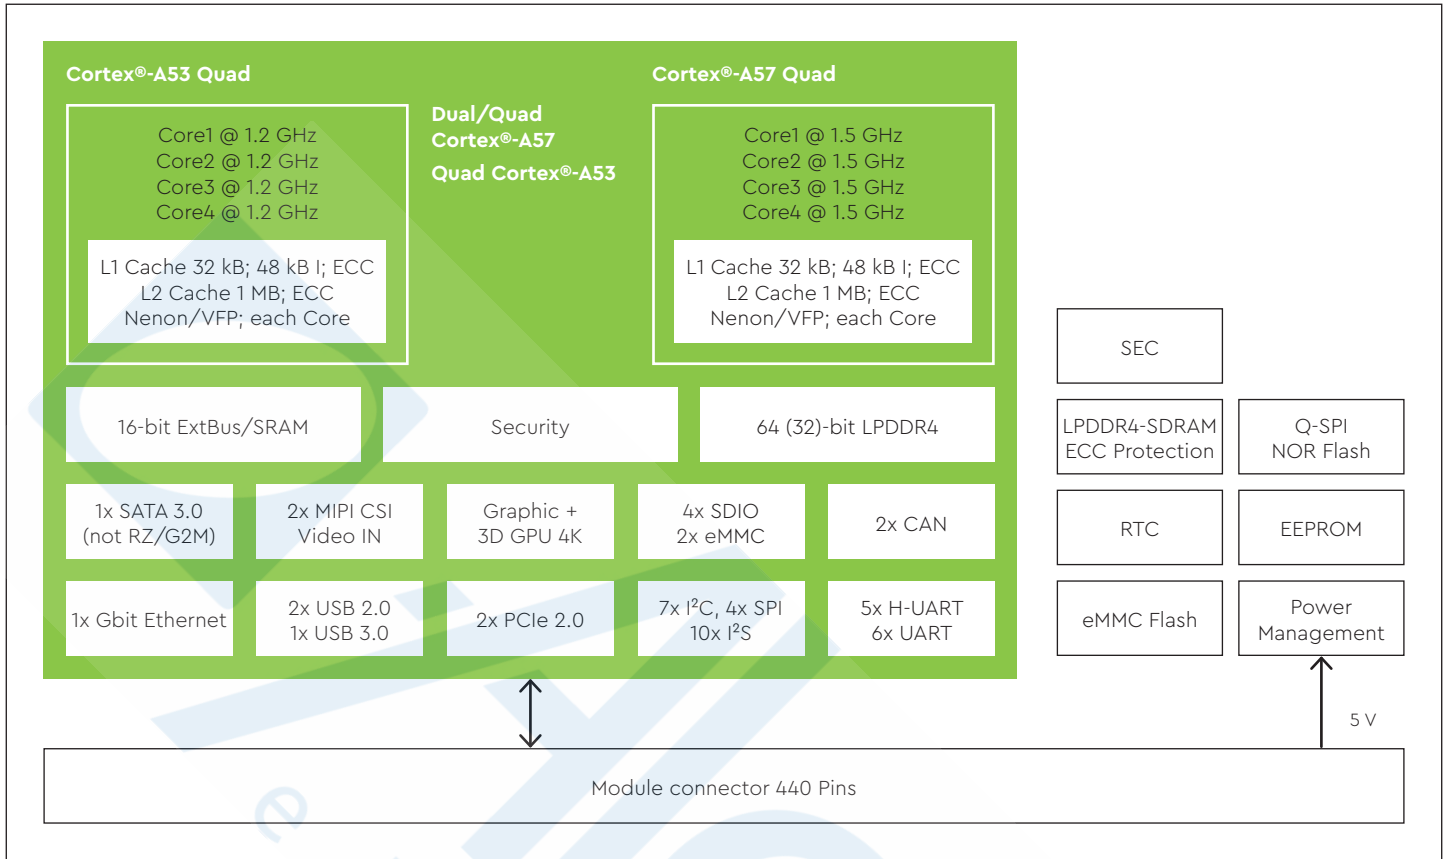 Cortex®-A53 Quad
Core1 @ 1.2 GHz
Core2 @ 1.2 GHz
Core3 @ 1.2 GHz
Core4 @ 1.2 GHz
L1 Cache 32 kB; 48 kB I; ECC
L2 Cache 1 MB; ECC
Nenon/VFP; each Core
Dual/Quad
Cortex®-A57
Quad Cortex®-A53
Cortex®-A57 Quad
Core1 @ 1.5 GHz
Core2 @ 1.5 GHz
Core3 @ 1.5 GHz
Core4 @ 1.5 GHz
L1 Cache 32 kB; 48 kB I; ECC
L2 Cache 1 MB; ECC
Nenon/VFP; each Core
16-bit ExtBus/SRAM
Security
64 (32)-bit LPDDR4
1x SATA 3.0
(not RZ/G2M)
2x MIPI CSI
Video IN
Graphic +
3D GPU 4K
4x SDIO
2x eMMC
2x CAN
1x Gbit Ethernet
2x USB 2.0
1x USB 3.0
2x PCIe 2.0
7x I²C, 4x SPI
10x I²S
5x H-UART
6x UART
SEC
LPDDR4-SDRAM
ECC Protection
Q-SPI
NOR Flash
RTC
EEPROM
eMMC Flash
Power
Management
5 V
Module connector 440 Pins